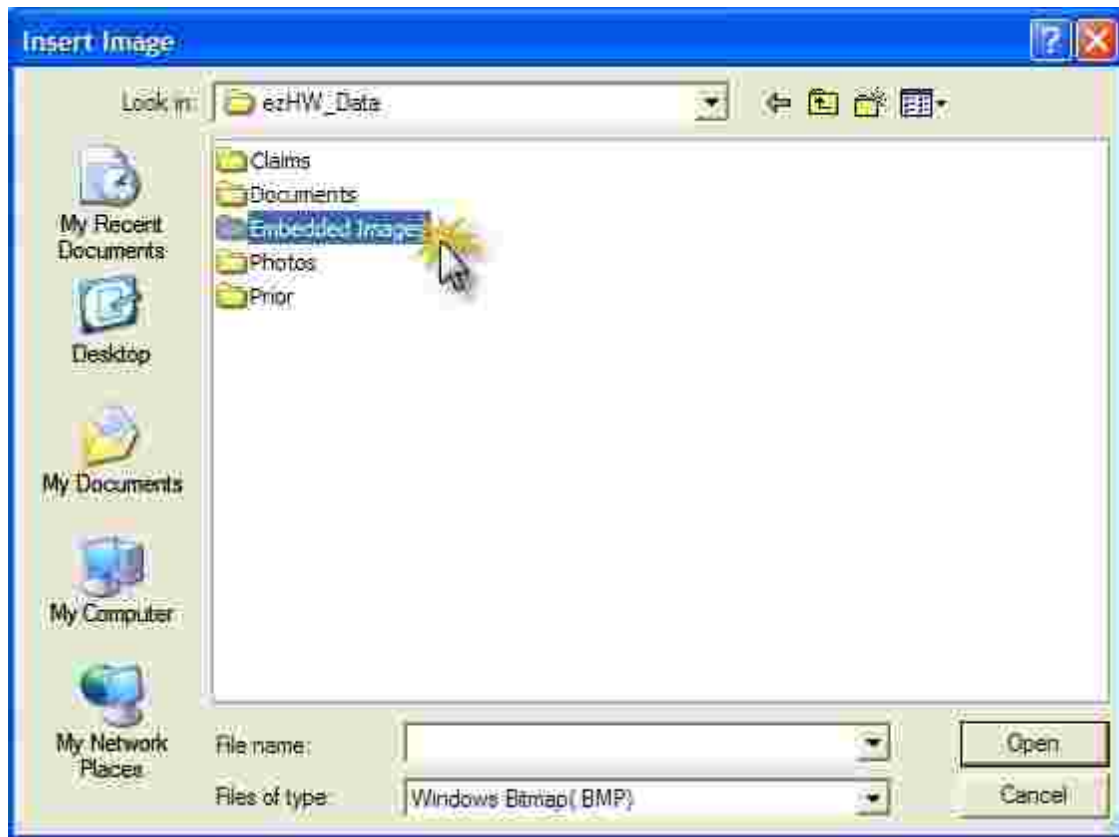 Insert Image
Look in: ezHW_Data
Claims
Documents
Embedded Images
Photos
Prior
My Recent
Documents
Desktop
My Documents
My Computer
My Network
Places
File name:
Open
Files of type: Windows Bitmap( BMP)
Cancel